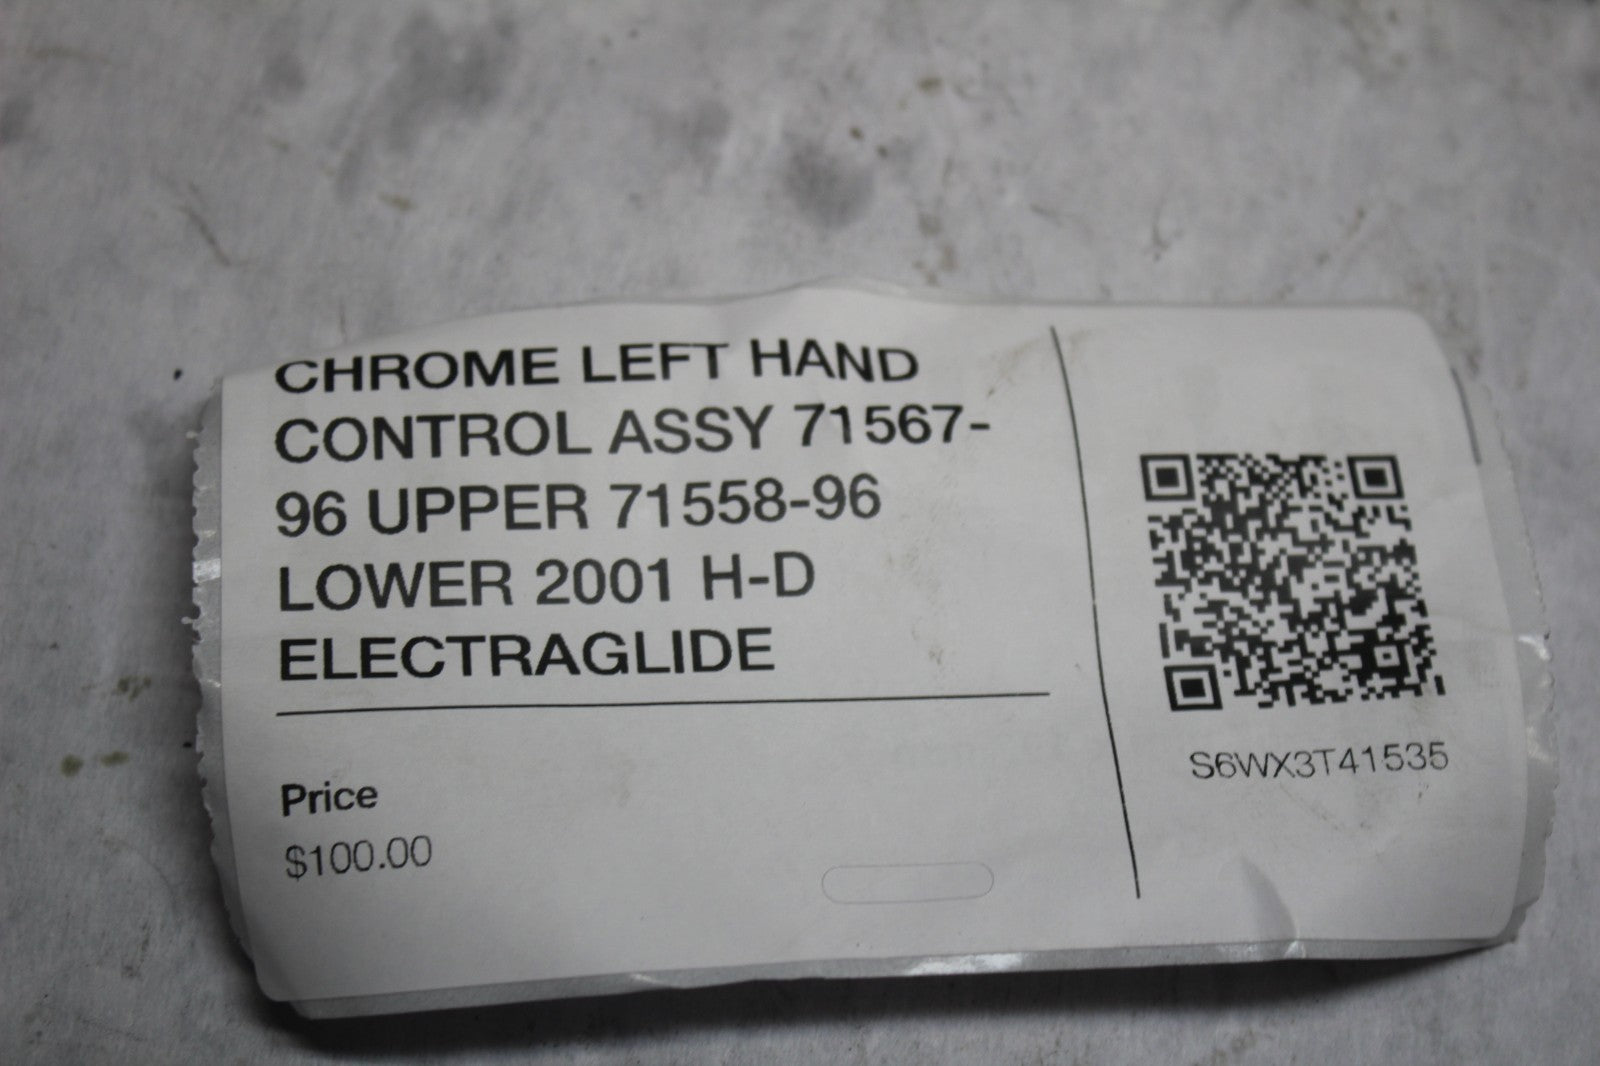 CHROME LEFT HAND
CONTROL ASSY 71567-
96 UPPER 71558-96
LOWER 2001 H-D
ELECTRAGLIDE
Price
$100.00
S6WX3T41535